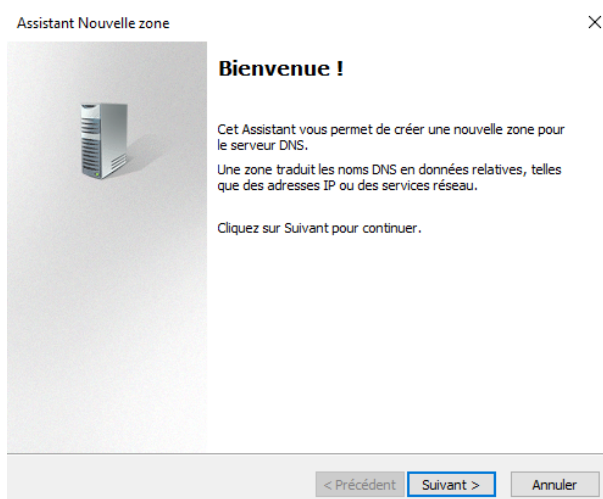 Assistant Nouvelle zone
Bienvenue !
Cet Assistant vous permet de créer une nouvelle zone pour
le serveur DNS.
Une zone traduit les noms DNS en données relatives, telles
que des adresses IP ou des services réseau.
Cliquez sur Suivant pour continuer.
< Précédent Suivant > Annuler